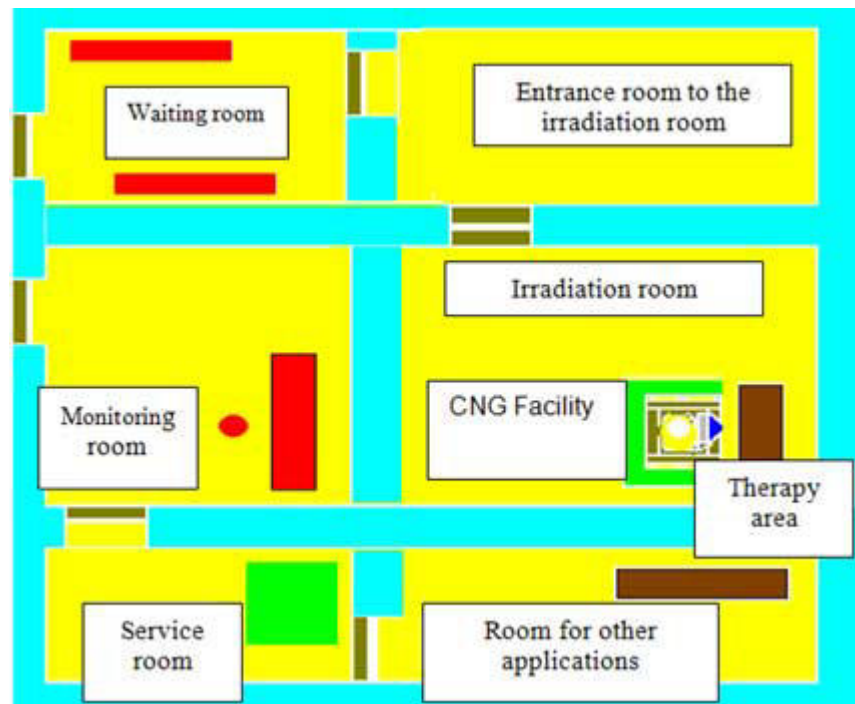 Waiting room
Entrance room to the
irradiation room
Irradiation room
CNG Facility
Monitoring
room
Therapy
area
Service
room
Room for other
applications